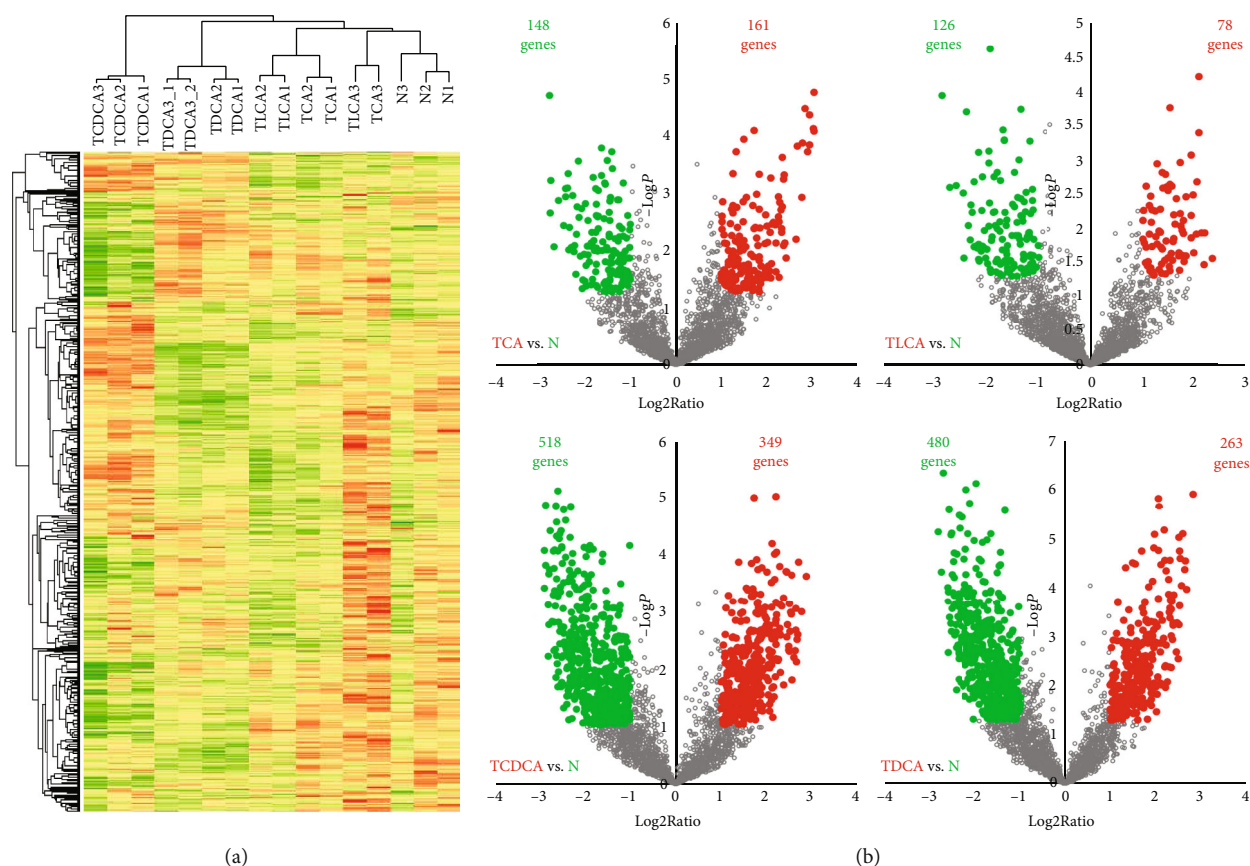 TCDCA3
TCDCA2
TCDCA1
TDCA3_1
TDCA3_2
TDCA2
TDCA1
TLCA2
TLCA1
TCA2
TCA1
TLCA3
TCA3
N3
N2
N1
(a)
148
genes
161
genes
6
5
4
3
2
1
0
−LogP
TCA vs. N
−4 −3 −2 −1 0 1 2 3 4
Log2Ratio
126
genes
78
genes
5
4.5
4
3.5
3
2.5
2
1.5
1
0.5
0
−LogP
TLCA vs. N
−4 −3 −2 −1 0 1 2 3
Log2Ratio
518
genes
349
genes
6
5
4
3
2
1
0
−LogP
TCDCA vs. N
−4 −3 −2 −1 0 1 2 3 4
Log2Ratio
480
genes
263
genes
7
6
5
4
3
2
1
0
−LogP
TDCA vs. N
−4 −3 −2 −1 0 1 2 3 4
Log2Ratio
(b)